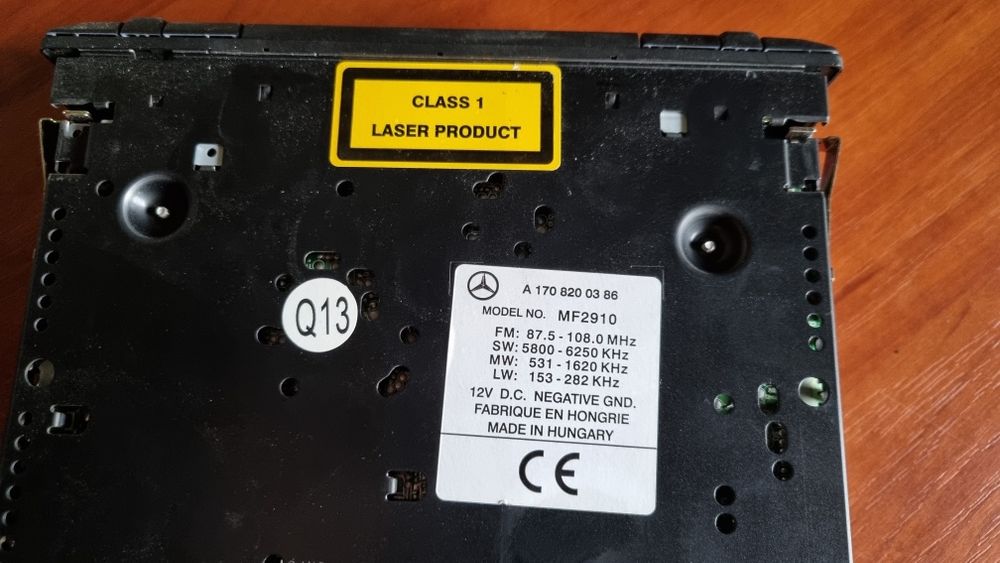 CLASS 1
LASER PRODUCT
Q13
A 170 820 03 86
MODEL NO. MF2910
FM: 87.5 - 108.0 MHz
SW: 5800 - 6250 KHz
MW: 531 - 1620 KHz
LW: 153 - 282 KHz
12V D.C. NEGATIVE GND.
FABRIQUE EN HONGRIE
MADE IN HUNGARY
CE